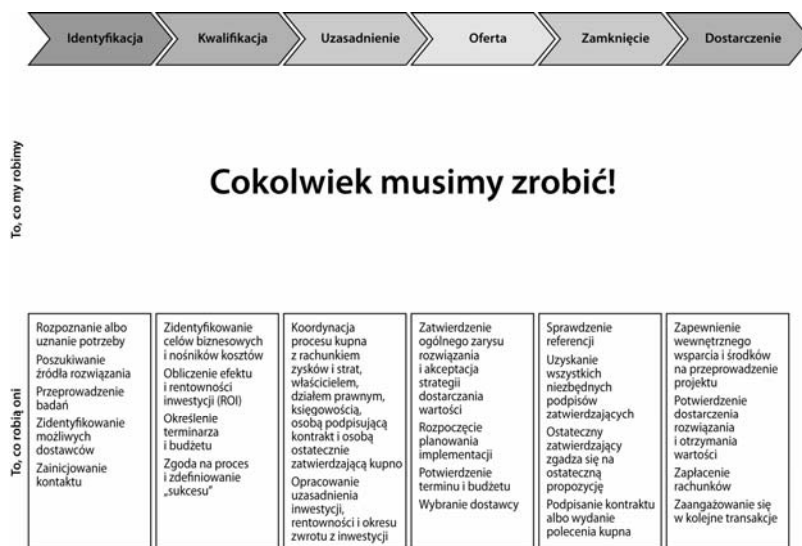 Identyfikacja
Kwalifikacja
Uzasadnienie
Oferta
Zamknięcie
Dostarczenie
To, co my robimy
Cokolwiek musimy zrobić!
To, co robią oni
Rozpoznanie albo
uznanie potrzeby
Poszukiwanie
źródła rozwiązania
Przeprowadzenie
badań
Zidentyfikowanie
możliwych
dostawców
Zainicjowanie
kontaktu
Zidentyfikowanie
celów biznesowych
i nośników kosztów
Obliczenie efektu
i rentowności
inwestycji (ROI)
Określenie
terminarza
i budżetu
Zgoda na proces
i zdefiniowanie
„sukcesu”
Koordynacja
procesu kupna
z rachunkiem
zysków i strat,
właścicielem,
działem prawnym,
księgowością,
osobą podpisującą
kontrakt i osobą
ostatecznie
zatwierdzającą kupno
Opracowanie
uzasadnienia
inwestycji,
rentowności i okresu
zwrotu z inwestycji
Zatwierdzenie
ogólnego zarysu
rozwiązania
i akceptacja
strategii
dostarczania
wartości
Rozpoczęcie
planowania
implementacji
Potwierdzenie
terminu i budżetu
Wybranie dostawcy
Sprawdzenie
referencji
Uzyskanie
wszystkich
niezbędnych
podpisów
zatwierdzających
Ostateczny
zatwierdzający
zgadza się na
ostateczną
propozycję
Podpisanie kontraktu
albo wydanie
polecenia kupna
Zapewnienie
wewnętrznego
wsparcia i środków
na przeprowadzenie
projektu
Potwierdzenie
dostarczenia
rozwiązania
i otrzymania
wartości
Zapłacenie
rachunków
Zaangażowanie się
w kolejne transakcje